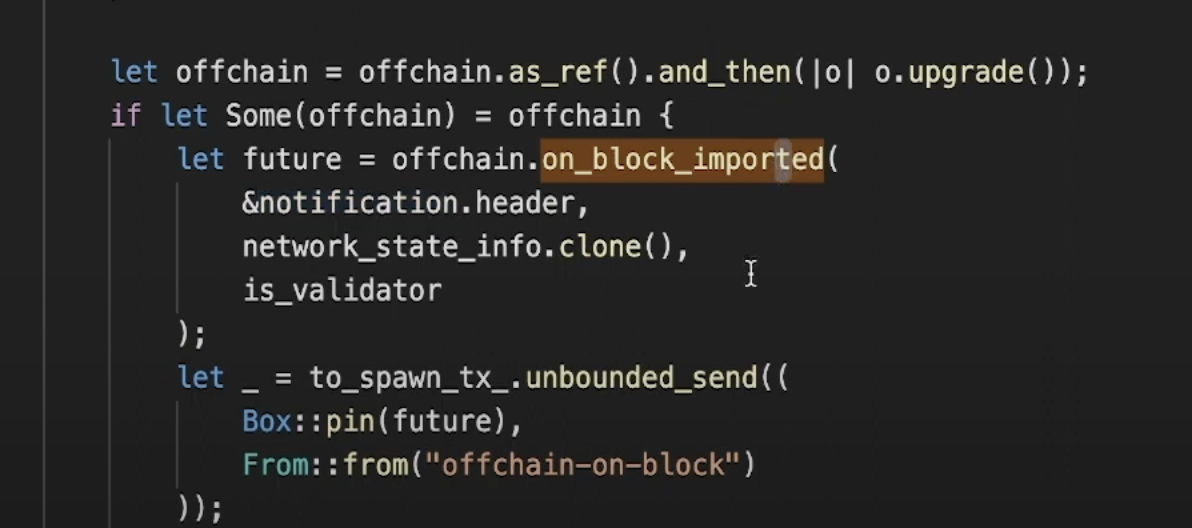 let offchain = offchain.as_ref().and_then(|o| o.upgrade());
if let Some(offchain) = offchain {
let future = offchain.on_block_imported(
&notification.header,
network_state_info.clone(),
is_validator
);
let _ = to_spawn_tx_.unbounded_send((
Box::pin(future),
From::from("offchain-on-block")
));